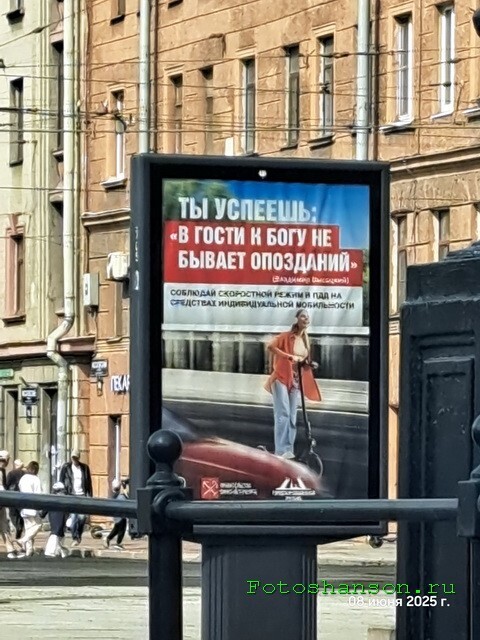 ТЫ УСПЕЕШЬ:
«В ГОСТИ К БОГУ НЕ
БЫВАЕТ ОПОЗДАНИЙ»
(Владимир Высоцкий)
СОБЛЮДАЙ СКОРОСТНОЙ РЕЖИМ И ПДД НА
СРЕДСТВАХ ИНДИВИДУАЛЬНОЙ МОБИЛЬНОСТИ
ПЕКАР
Fotoshanson.ru
08 июня 2025 г.